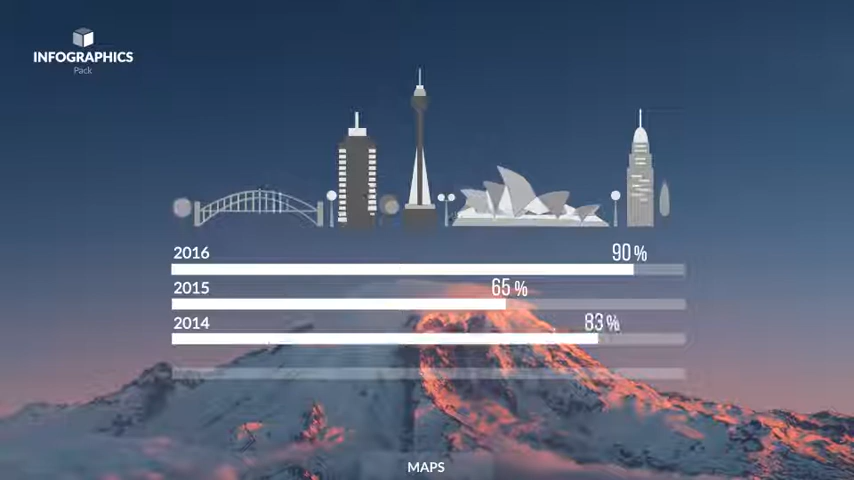 INFOGRAPHICS
Pack
2016 90%
2015 65%
2014 83%
MAPS